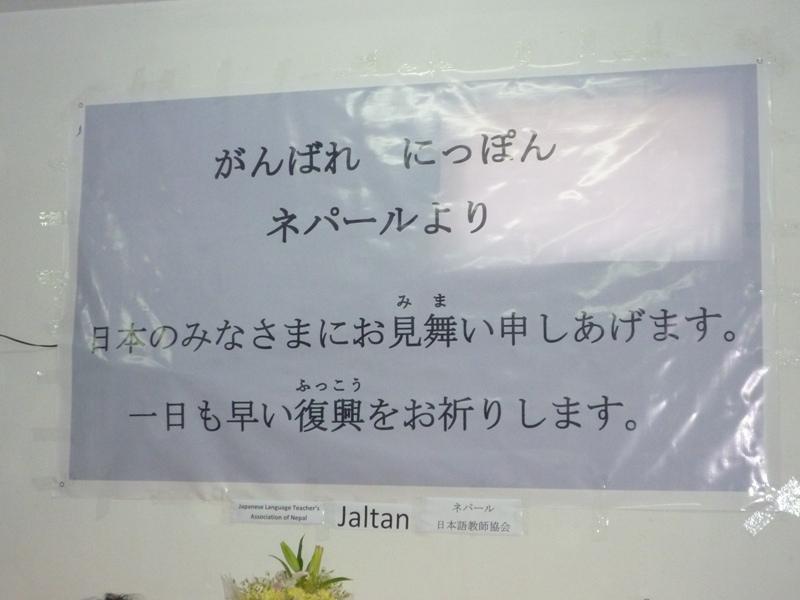 がんばれ　にっぽん
ネパールより
みま
日本のみなさまにお見舞い申しあげます。
ふっこう
一日も早い復興をお祈りします。
Japanese Language Teacher's
Association of Nepal
Jaltan
ネパール
日本語教師協会